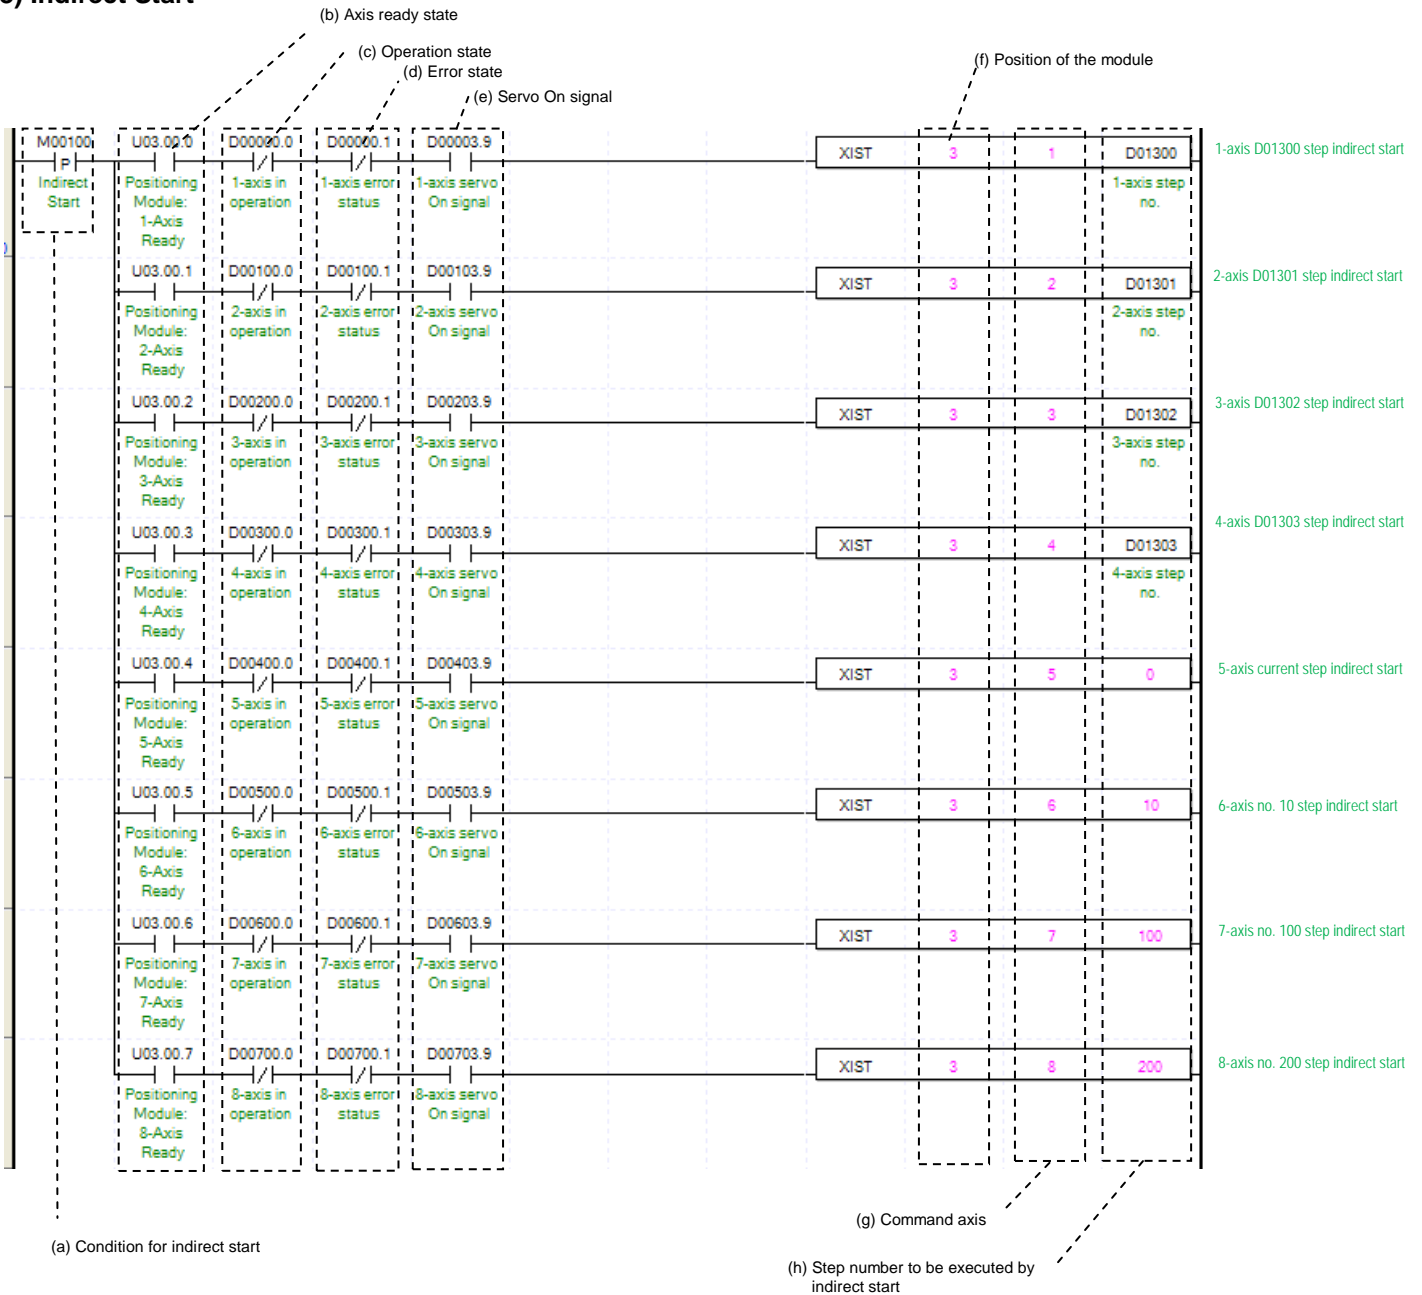 Indirect Start
(b) Axis ready state
(c) Operation state
(d) Error state
(e) Servo On signal
(f) Position of the module
M00100 U03.00.0 D00000.0 D00000.1 D00003.9
P
XIST 3 1 D01300
1-axis D01300 step indirect start
Indirect Start
Positioning Module: 1-Axis Ready
1-axis in operation
1-axis error status
1-axis servo On signal
1-axis step no.
U03.00.1 D00100.0 D00100.1 D00103.9
XIST 3 2 D01301
2-axis D01301 step indirect start
Positioning Module: 2-Axis Ready
2-axis in operation
2-axis error status
2-axis servo On signal
2-axis step no.
U03.00.2 D00200.0 D00200.1 D00203.9
XIST 3 3 D01302
3-axis D01302 step indirect start
Positioning Module: 3-Axis Ready
3-axis in operation
3-axis error status
3-axis servo On signal
3-axis step no.
U03.00.3 D00300.0 D00300.1 D00303.9
XIST 3 4 D01303
4-axis D01303 step indirect start
Positioning Module: 4-Axis Ready
4-axis in operation
4-axis error status
4-axis servo On signal
4-axis step no.
U03.00.4 D00400.0 D00400.1 D00403.9
XIST 3 5 0
5-axis current step indirect start
Positioning Module: 5-Axis Ready
5-axis in operation
5-axis error status
5-axis servo On signal
U03.00.5 D00500.0 D00500.1 D00503.9
XIST 3 6 10
6-axis no. 10 step indirect start
Positioning Module: 6-Axis Ready
6-axis in operation
6-axis error status
6-axis servo On signal
U03.00.6 D00600.0 D00600.1 D00603.9
XIST 3 7 100
7-axis no. 100 step indirect start
Positioning Module: 7-Axis Ready
7-axis in operation
7-axis error status
7-axis servo On signal
U03.00.7 D00700.0 D00700.1 D00703.9
XIST 3 8 200
8-axis no. 200 step indirect start
Positioning Module: 8-Axis Ready
8-axis in operation
8-axis error status
8-axis servo On signal
(g) Command axis
(a) Condition for indirect start
(h) Step number to be executed by
indirect start